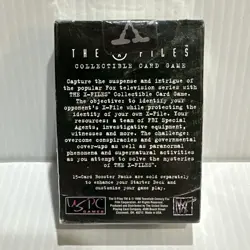 THE X FILES
COLLECTIBLE CARD GAME
Capture the suspense and intrigue of
the popular Fox television series with
THE X-FILES™ Collectible Card Game.
The objective: to identify your
opponent's X-File while protecting the
identity of your own X-File. Your
resources: a team of FBI Special
Agents, investigative equipment,
witnesses and more. The challenge:
overcome conspiracies and governmental
cover-ups as well as paranormal
phenomena and supernatural activities
as you attempt to solve the mysteries
of THE X-FILES™.
15-Card Booster Packs are sold separately
to enhance your Starter Deck and
customize your game play.
USPC
GAMES